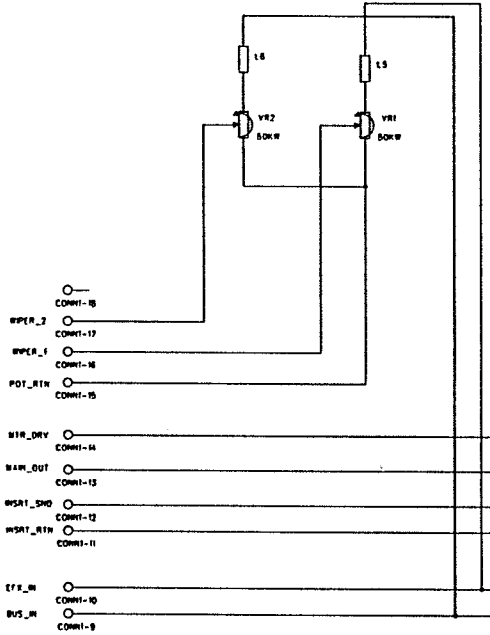 L6
L5
VR2
50KW
VR1
50KW
CONN1-18
WIPER_2
CONN1-17
WIPER_1
CONN1-16
POT_RTN
CONN1-15
MTR_DRV
CONN1-14
MAIN_OUT
CONN1-13
INSRT_SND
CONN1-12
INSRT_RTN
CONN1-11
EFX_IN
CONN1-10
BUS_IN
CONN1-9